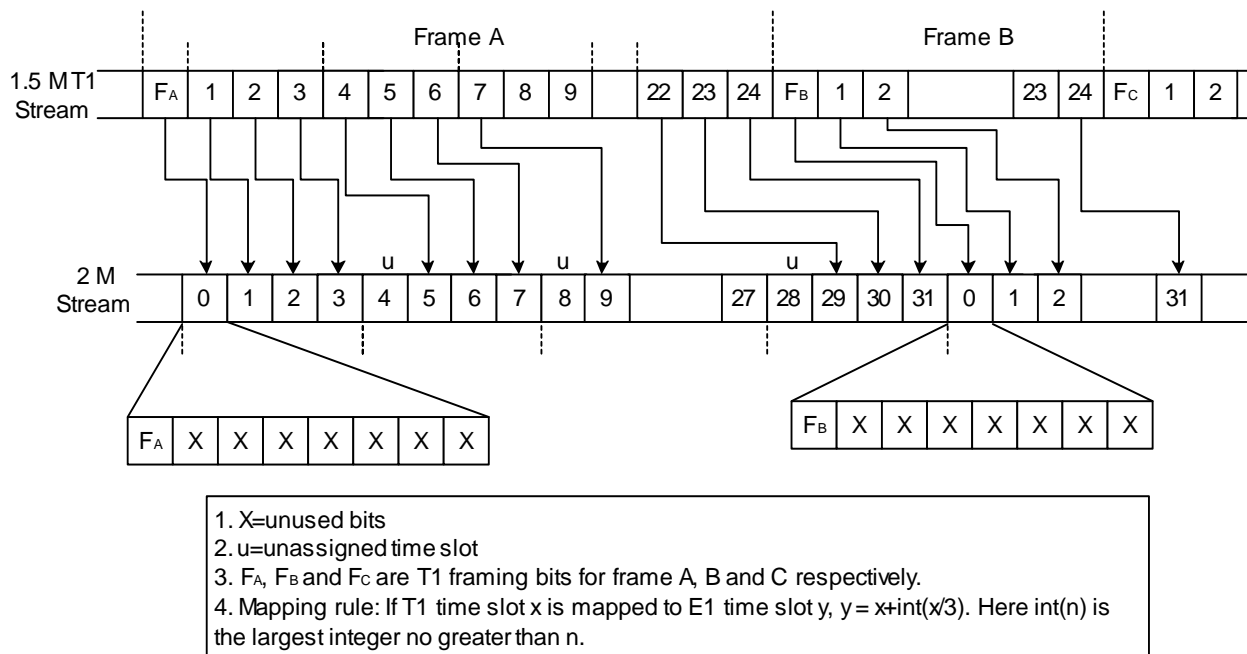 Frame A Frame B
1.5 M T1 Stream
FA 1 2 3 4 5 6 7 8 9 22 23 24 FB 1 2 23 24 FC 1 2
u u u
2 M Stream
0 1 2 3 4 5 6 7 8 9 27 28 29 30 31 0 1 2 31
FA X X X X X X X
FB X X X X X X X
1. X=unused bits
2. u=unassigned time slot
3. FA, FB and FC are T1 framing bits for frame A, B and C respectively.
4. Mapping rule: If T1 time slot x is mapped to E1 time slot y, y = x+int(x/3). Here int(n) is
the largest integer no greater than n.